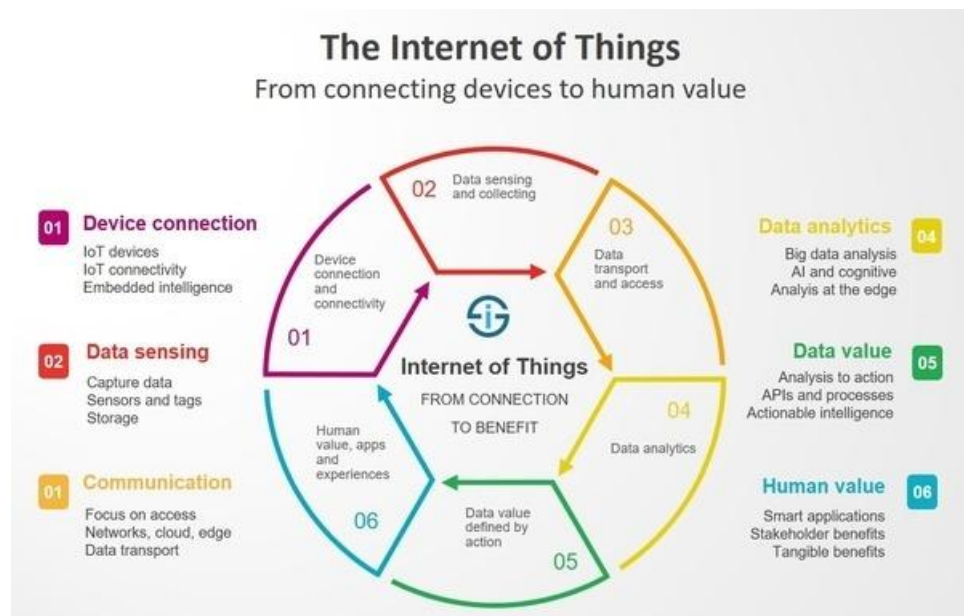 The Internet of Things
From connecting devices to human value
01 Device connection
IoT devices
IoT connectivity
Embedded intelligence
02 Data sensing
Capture data
Sensors and tags
Storage
01 Communication
Focus on access
Networks, cloud, edge
Data transport
01
Device
connection
and
connectivity
02
Data sensing
and collecting
03
Data
transport
and access
04
Data analytics
05
Data value
defined by
action
06
Human
value, apps
and
experiences
SiG
Internet of Things
FROM CONNECTION
TO BENEFIT
Data analytics 04
Big data analysis
AI and cognitive
Analyis at the edge
Data value 05
Analysis to action
APIs and processes
Actionable intelligence
Human value 06
Smart applications
Stakeholder benefits
Tangible benefits